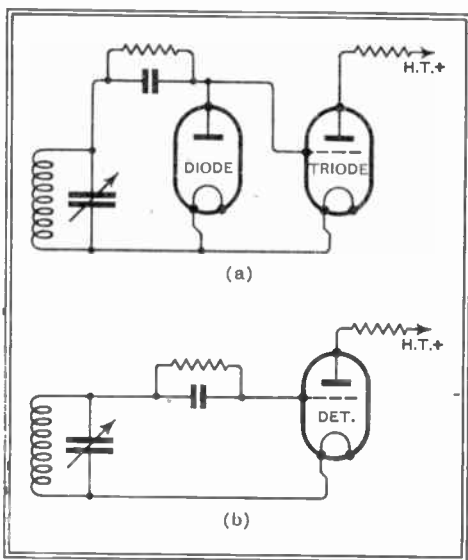 H.T.+
DIODE
TRIODE
(a)
H.T.+
DET.
(b)